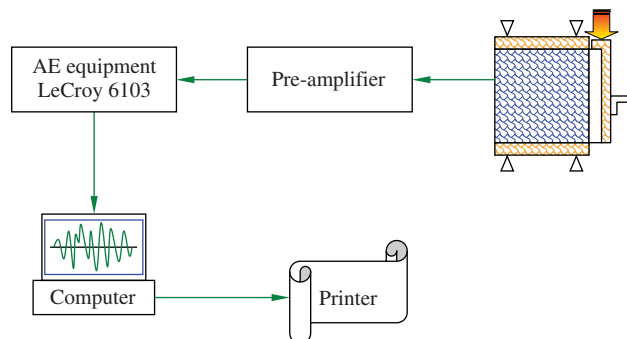 AE equipment
LeCroy 6103
Pre-amplifier
Computer
Printer